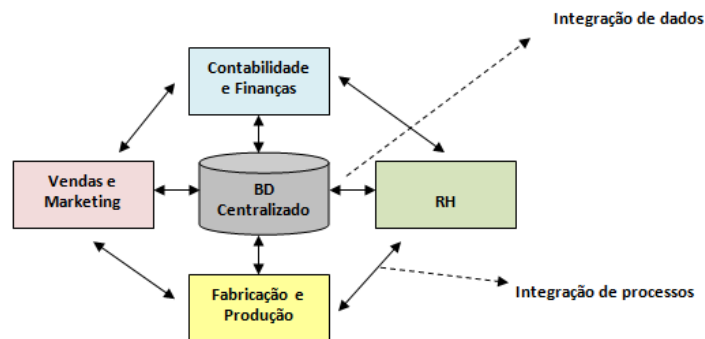 Integração de dados
Contabilidade
e Finanças
Vendas e
Marketing
BD
Centralizado
RH
Fabricação e
Produção
Integração de processos